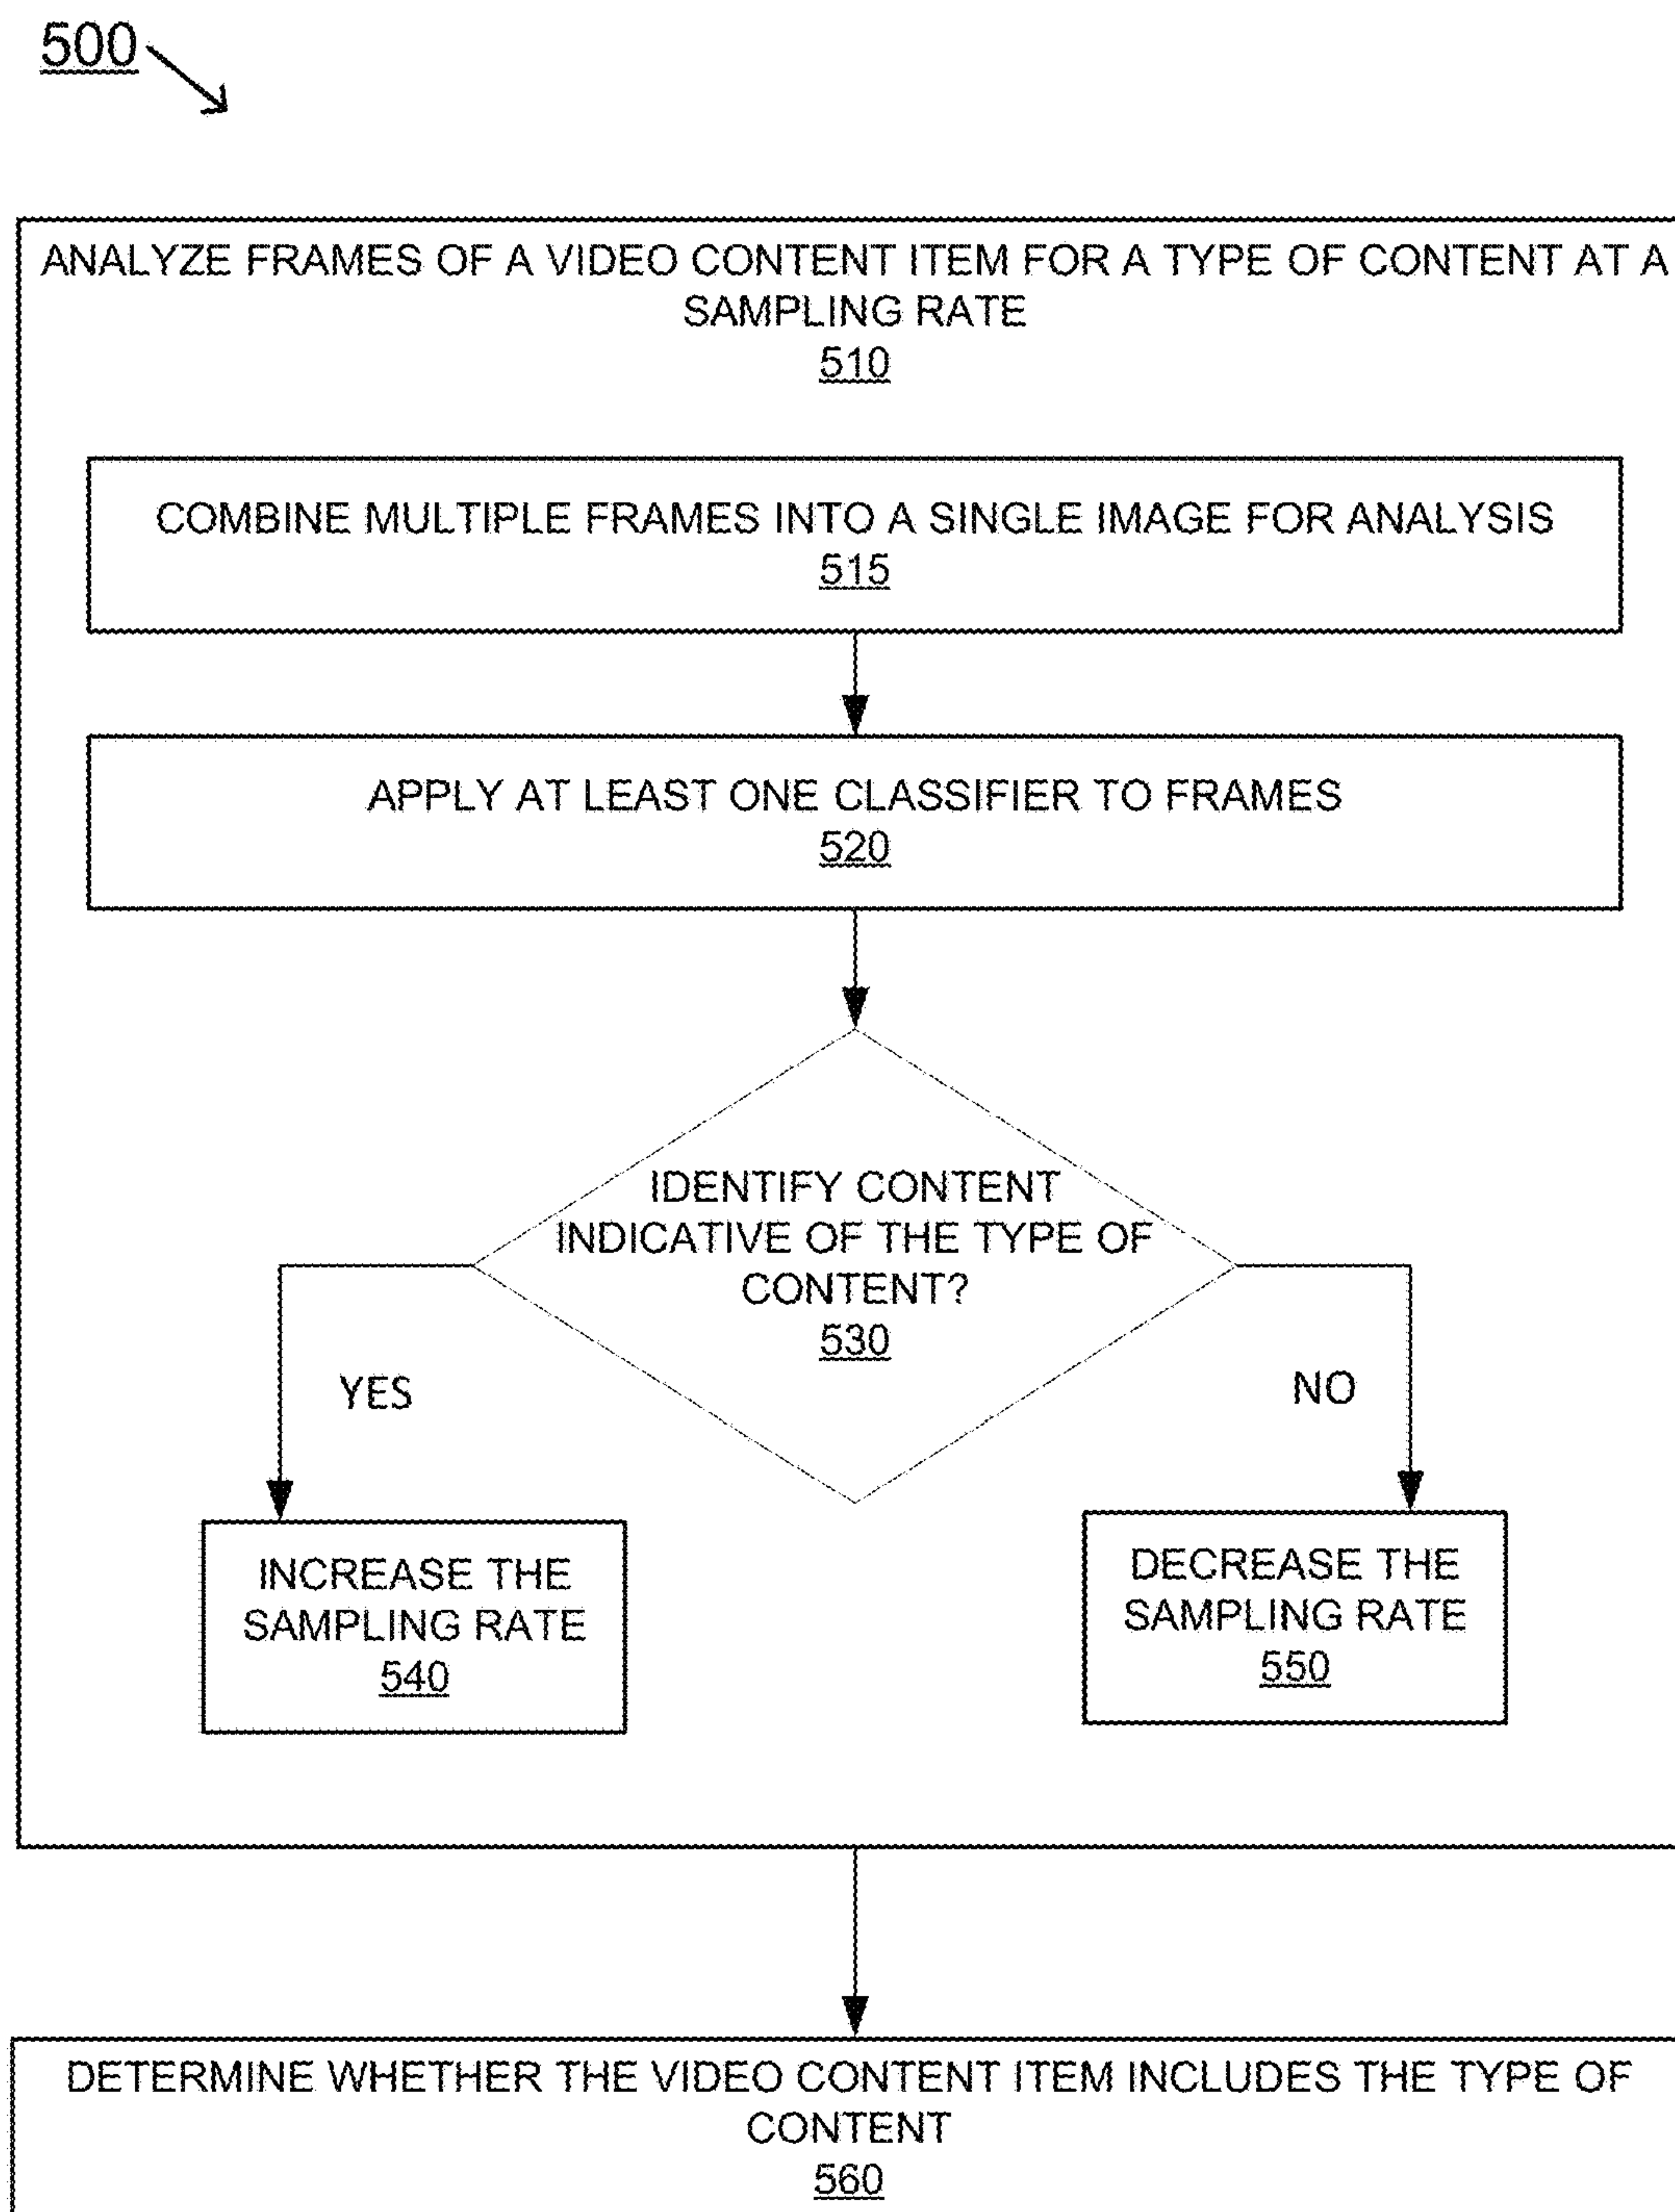 500
ANALYZE FRAMES OF A VIDEO CONTENT ITEM FOR A TYPE OF CONTENT AT A
SAMPLING RATE
510
COMBINE MULTIPLE FRAMES INTO A SINGLE IMAGE FOR ANALYSIS
515
APPLY AT LEAST ONE CLASSIFIER TO FRAMES
520
IDENTIFY CONTENT
INDICATIVE OF THE TYPE OF
CONTENT?
530
YES
NO
INCREASE THE
SAMPLING RATE
540
DECREASE THE
SAMPLING RATE
550
DETERMINE WHETHER THE VIDEO CONTENT ITEM INCLUDES THE TYPE OF
CONTENT
560